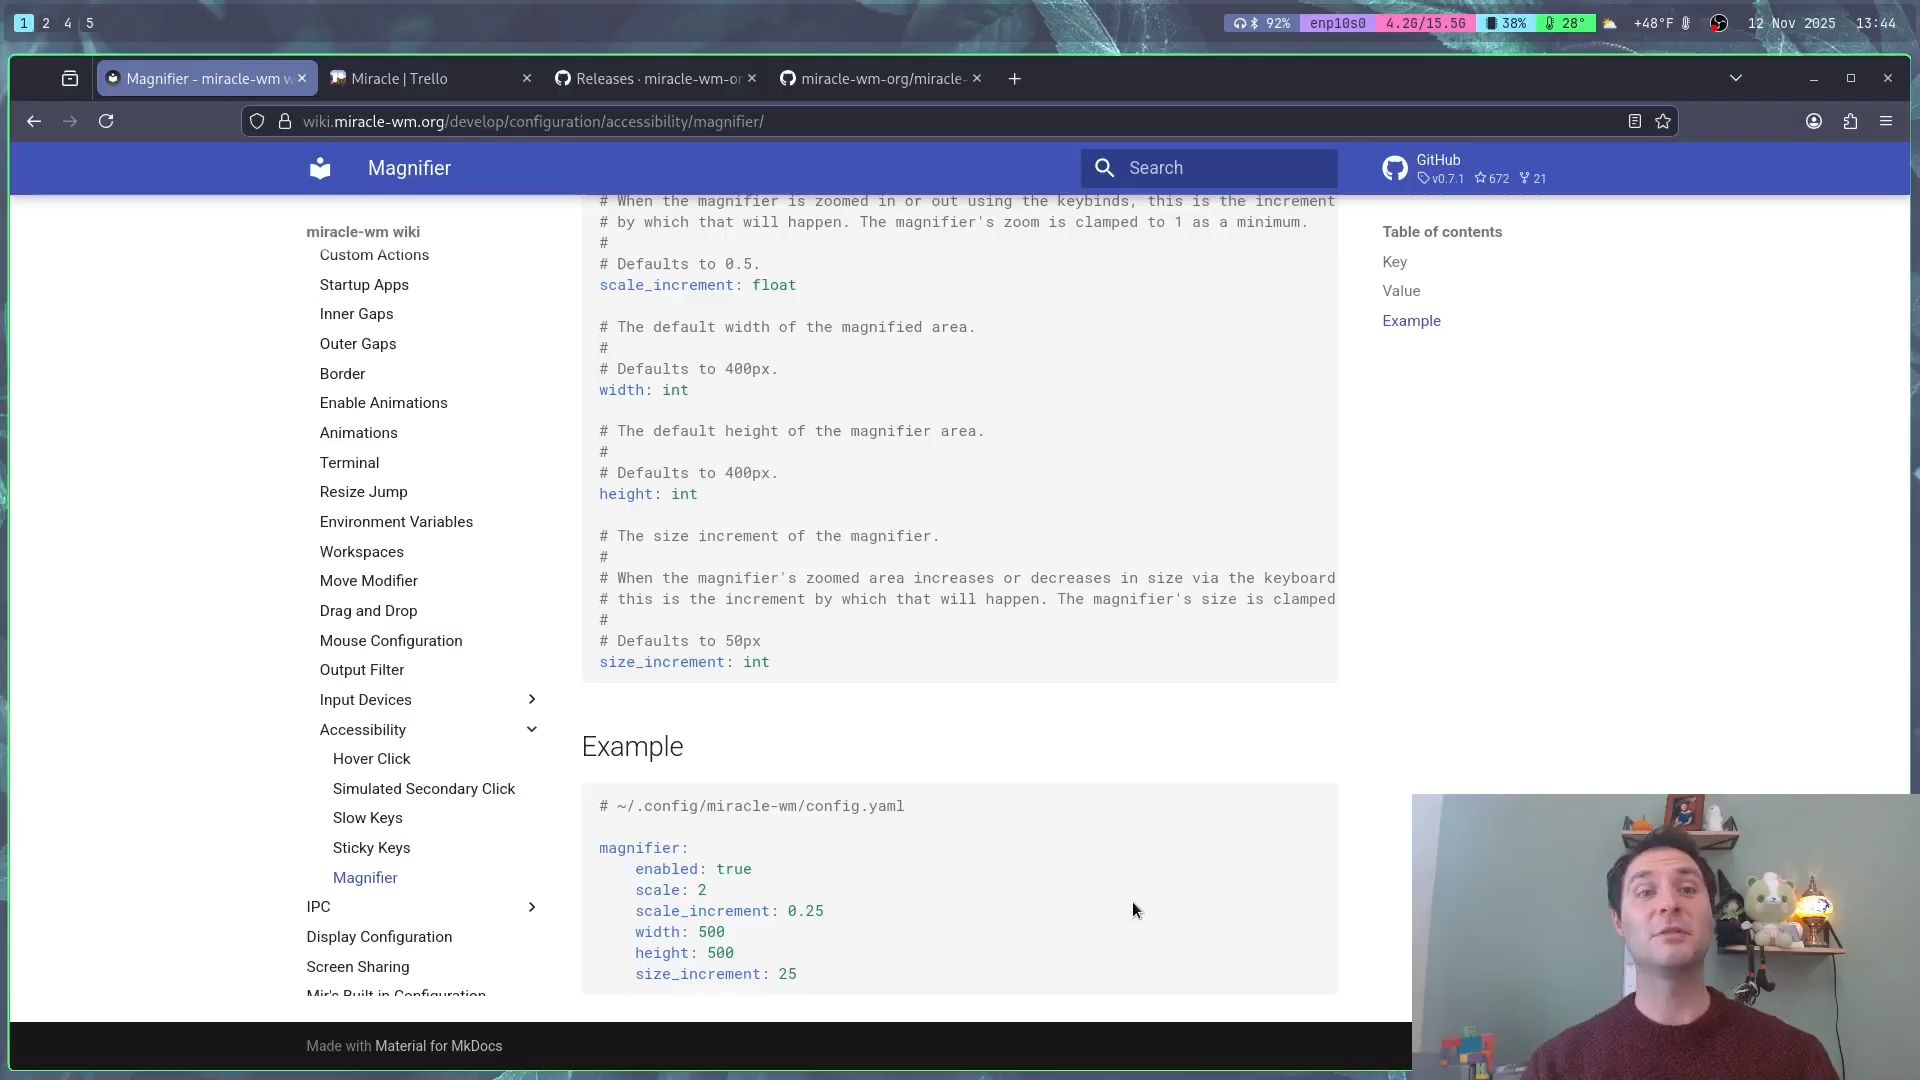 1 2 4 5
92% enp10s0 4.2G/15.5G 38% 28° +48°F 12 Nov 2025 13:44
Magnifier - miracle-wm w
Miracle | Trello
Releases · miracle-wm-or
miracle-wm-org/miracle-
wiki.miracle-wm.org/develop/configuration/accessibility/magnifier/
Magnifier
Search
GitHub
v0.7.1 672 21
miracle-wm wiki
Custom Actions
Startup Apps
Inner Gaps
Outer Gaps
Border
Enable Animations
Animations
Terminal
Resize Jump
Environment Variables
Workspaces
Move Modifier
Drag and Drop
Mouse Configuration
Output Filter
Input Devices
Accessibility
Hover Click
Simulated Secondary Click
Slow Keys
Sticky Keys
Magnifier
IPC
Display Configuration
Screen Sharing
Mir's Built in Configuration
# When the magnifier is zoomed in or out using the keybinds, this is the increment
# by which that will happen. The magnifier's zoom is clamped to 1 as a minimum.
#
# Defaults to 0.5.
scale_increment: float
# The default width of the magnified area.
#
# Defaults to 400px.
width: int
# The default height of the magnifier area.
#
# Defaults to 400px.
height: int
# The size increment of the magnifier.
#
# When the magnifier's zoomed area increases or decreases in size via the keyboard
# this is the increment by which that will happen. The magnifier's size is clamped
#
# Defaults to 50px
size_increment: int
Example
# ~/.config/miracle-wm/config.yaml
magnifier:
enabled: true
scale: 2
scale_increment: 0.25
width: 500
height: 500
size_increment: 25
Table of contents
Key
Value
Example
Made with Material for MkDocs